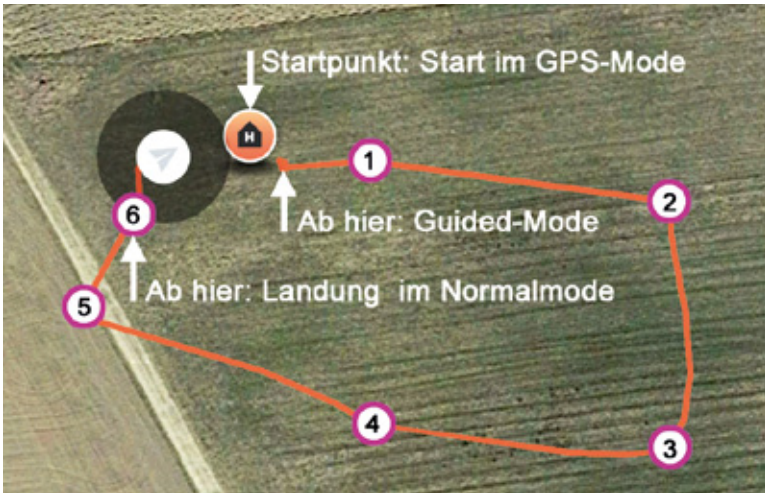 Startpunkt: Start im GPS-Mode
H
1
2
Ab hier: Guided-Mode
6
Ab hier: Landung im Normalmode
5
4
3